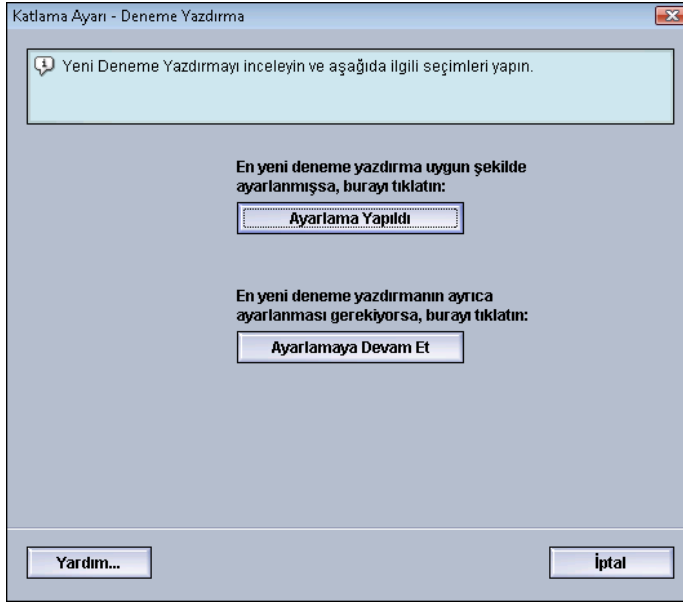 Katlama Ayarı - Deneme Yazdırma
Yeni Deneme Yazdırmayı inceleyin ve aşağıda ilgili seçimleri yapın.
En yeni deneme yazdırma uygun şekilde
ayarlanmışsa, burayı tıklatın:
Ayarlama Yapıldı
En yeni deneme yazdırmanın ayrıca
ayarlanması gerekiyorsa, burayı tıklatın:
Ayarlamaya Devam Et
Yardım...
İptal